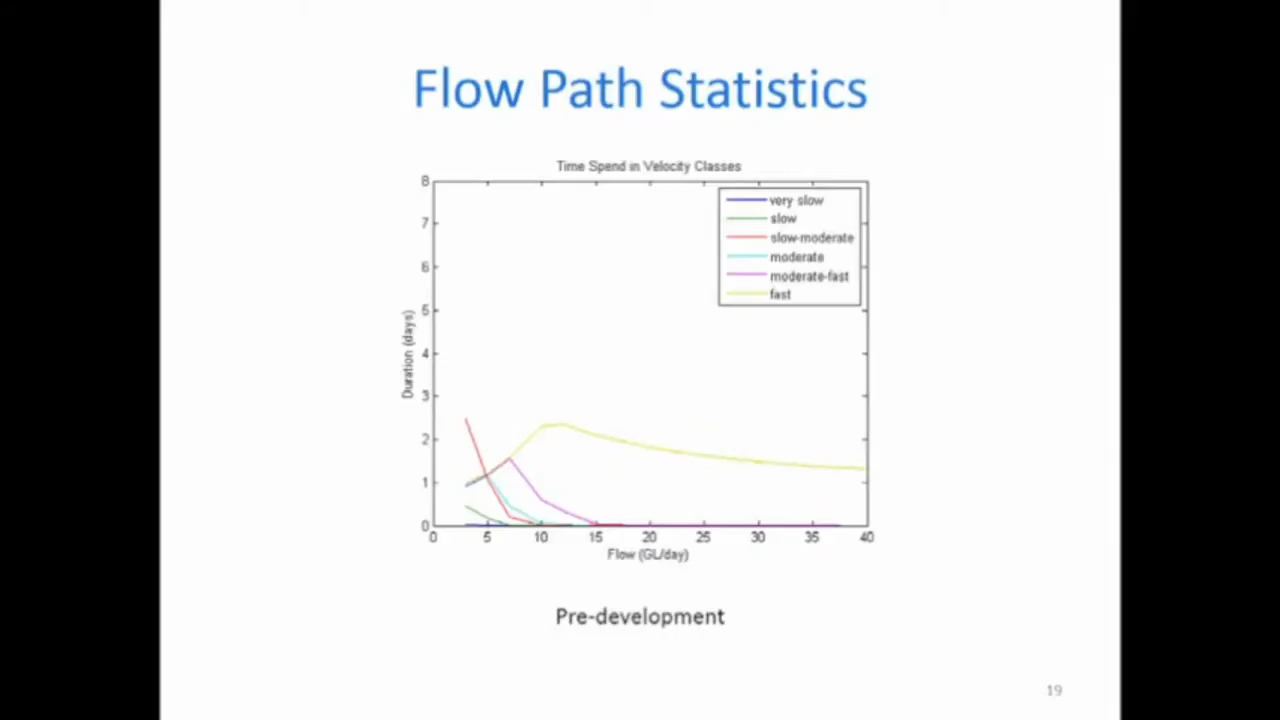 Flow Path Statistics
Time Spend in Velocity Classes
8
7
6
5
4
3
2
1
0
Duration (days)
very slow
slow
slow-moderate
moderate
moderate-fast
fast
0 5 10 15 20 25 30 35 40
Flow (GL/day)
Pre-development
19